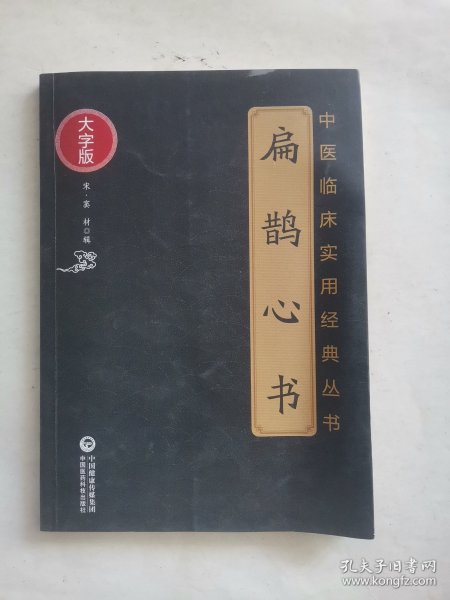 中医临床实用经典丛书
扁鹊心书
大字版
宋·窦 材◎辑
中国健康传媒集团
中国医药科技出版社
孔夫子旧书网
www.kongfz.com